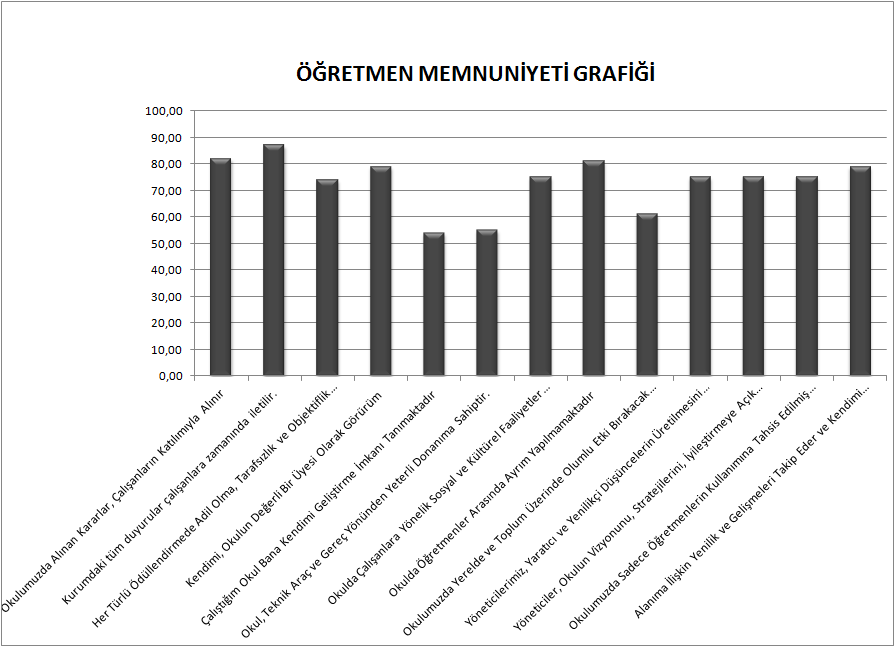 ÖĞRETMEN MEMNUNİYETİ GRAFİĞİ
100,00
90,00
80,00
70,00
60,00
50,00
40,00
30,00
20,00
10,00
0,00
Okulumuzda Alınan Kararlar, Çalışanların Katılımıyla Alınır
Kurumdaki tüm duyurular çalışanlara zamanında iletilir.
Her Türlü Ödüllendirmede Adil Olma, Tarafsızlık ve Objektiflik...
Kendimi, Okulun Değerli Bir Üyesi Olarak Görürüm
Çalıştığım Okul Bana Kendimi Geliştirme İmkanı Tanımaktadır
Okul, Teknik Araç ve Gereç Yönünden Yeterli Donanıma Sahiptir.
Okulda Çalışanlara Yönelik Sosyal ve Kültürel Faaliyetler...
Okulda Öğretmenler Arasında Ayrım Yapılmamaktadır
Okulumuzda Yerelde ve Toplum Üzerinde Olumlu Etki Bırakacak...
Yöneticilerimiz, Yaratıcı ve Yenilikçi Düşüncelerin Üretilmesini...
Yöneticiler, Okulun Vizyonunu, Stratejilerini, İyileştirmeye Açık...
Okulumuzda Sadece Öğretmenlerin Kullanımına Tahsis Edilmiş...
Alanıma İlişkin Yenilik ve Gelişmeleri Takip Eder ve Kendimi...